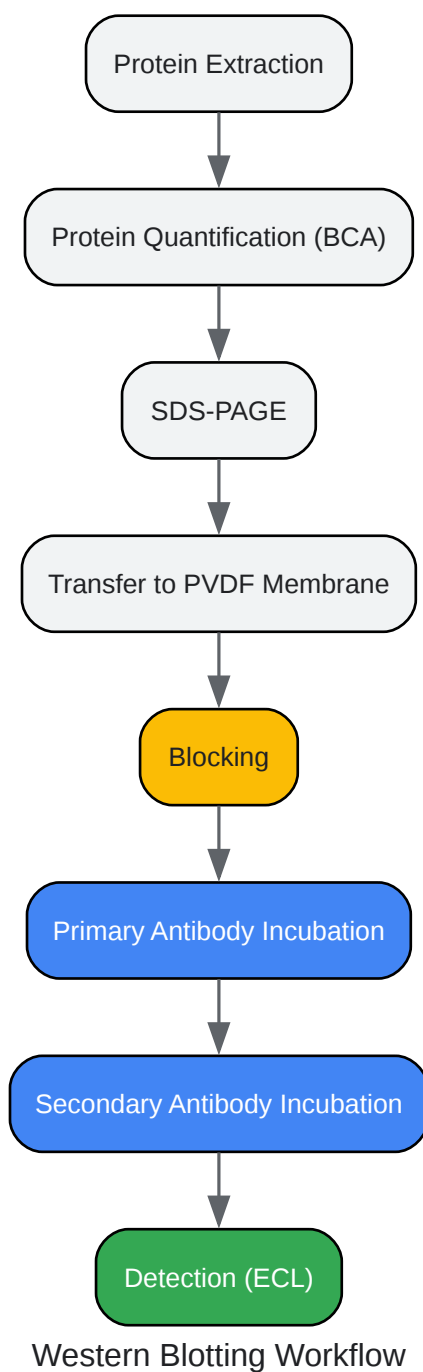 Protein Extraction
Protein Quantification (BCA)
SDS-PAGE
Transfer to PVDF Membrane
Blocking
Primary Antibody Incubation
Secondary Antibody Incubation
Detection (ECL)
Western Blotting Workflow